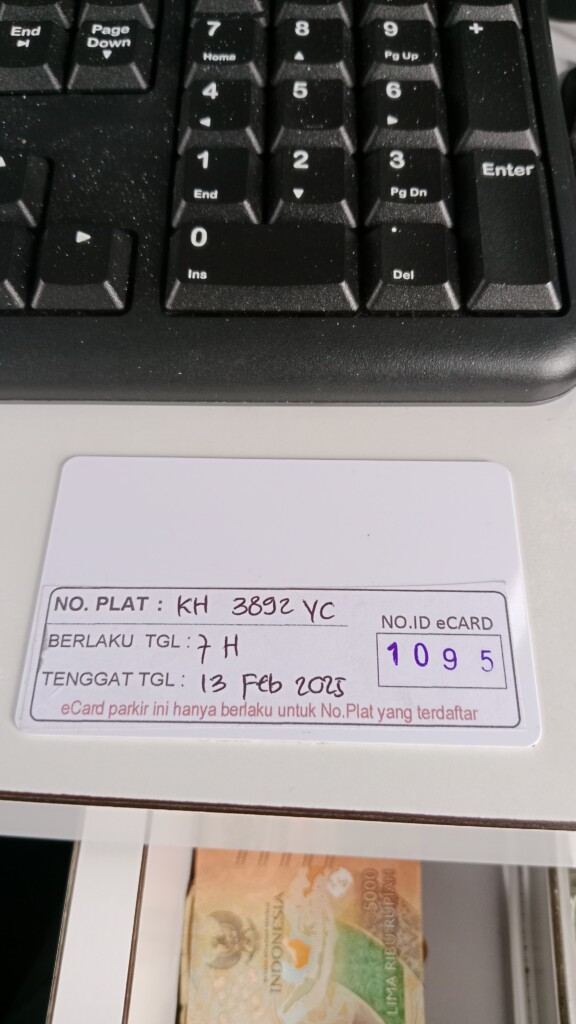 End
Page Down
7 Home
8
9 Pg Up
+
4
5
6
1 End
2
3 Pg Dn
Enter
0 Ins
. Del
NO. PLAT : KH 3892 YC
NO.ID eCARD
BERLAKU TGL : 7 H
1095
TENGGAT TGL : 13 Feb 2025
eCard parkir ini hanya berlaku untuk No.Plat yang terdaftar
INDONESIA
5000
LIMA RIBU RUPIAH